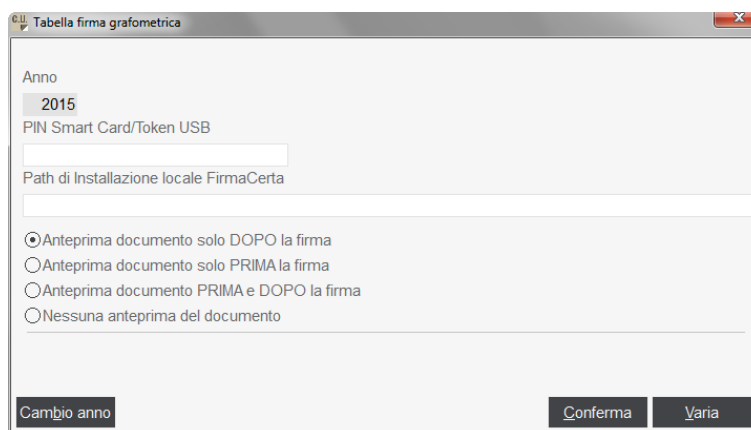 C.U.
Tabella firma grafometrica
Anno
2015
PIN Smart Card/Token USB
Path di Installazione locale FirmaCerta
Anteprima documento solo DOPO la firma
Anteprima documento solo PRIMA la firma
Anteprima documento PRIMA e DOPO la firma
Nessuna anteprima del documento
Cambio anno
Conferma
Varia